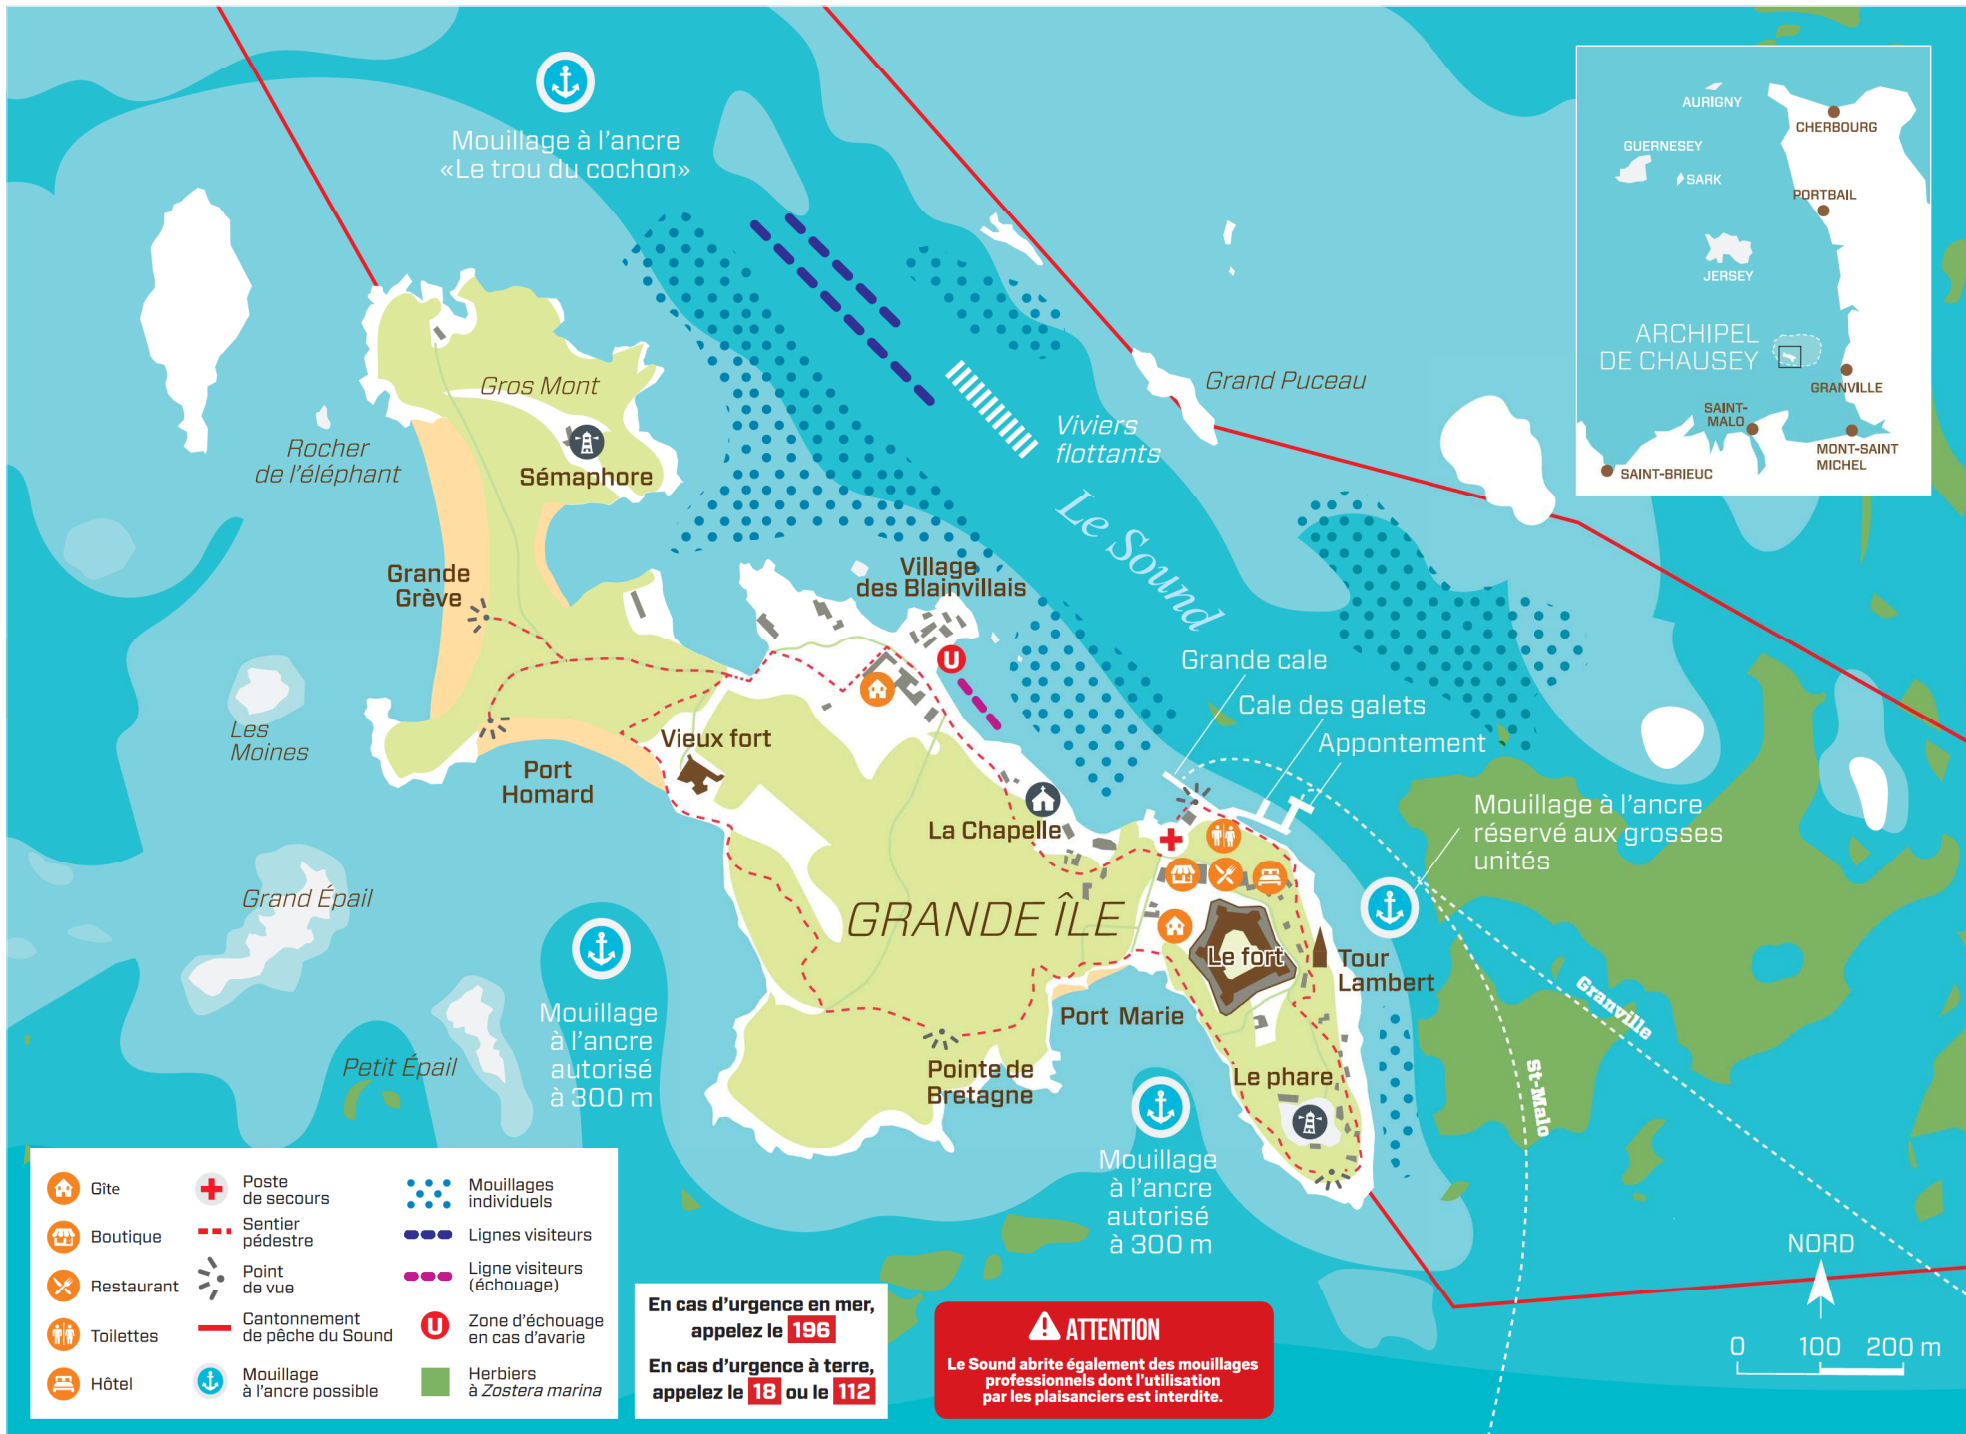 Mouillage à l'ancre
«Le trou du cochon»
AURIGNY
CHERBOURG
GUERNESEY
SARK
PORTBAIL
JERSEY
ARCHIPEL
DE CHAUSEY
GRANVILLE
SAINT-
MALO
MONT-SAINT
MICHEL
SAINT-BRIEUC
Gros Mont
Sémaphore
Rocher
de l'éléphant
Grand Puceau
Viviers
flottants
Le Sound
Grande
Grève
Village
des Blainvillais
U
Grande cale
Cale des galets
Appontement
Les
Moines
Vieux fort
Port
Homard
La Chapelle
Mouillage à l'ancre
réservé aux grosses
unités
Grand Épail
GRANDE ÎLE
Le fort
Tour
Lambert
Mouillage
à l'ancre
autorisé
à 300 m
Port Marie
Granville
St-Malo
Petit Épail
Pointe de
Bretagne
Le phare
Mouillage
à l'ancre
autorisé
à 300 m
Gîte
Boutique
Restaurant
Toilettes
Hôtel
Poste
de secours
Sentier
pédestre
Point
de vue
Cantonnement
de pêche du Sound
Mouillage
à l'ancre possible
Mouillages
individuels
Lignes visiteurs
Ligne visiteurs
(échouage)
U
Zone d'échouage
en cas d'avarie
Herbiers
à Zostera marina
En cas d'urgence en mer,
appelez le 196
En cas d'urgence à terre,
appelez le 18 ou le 112
ATTENTION
Le Sound abrite également des mouillages
professionnels dont l'utilisation
par les plaisanciers est interdite.
NORD
0 100 200 m